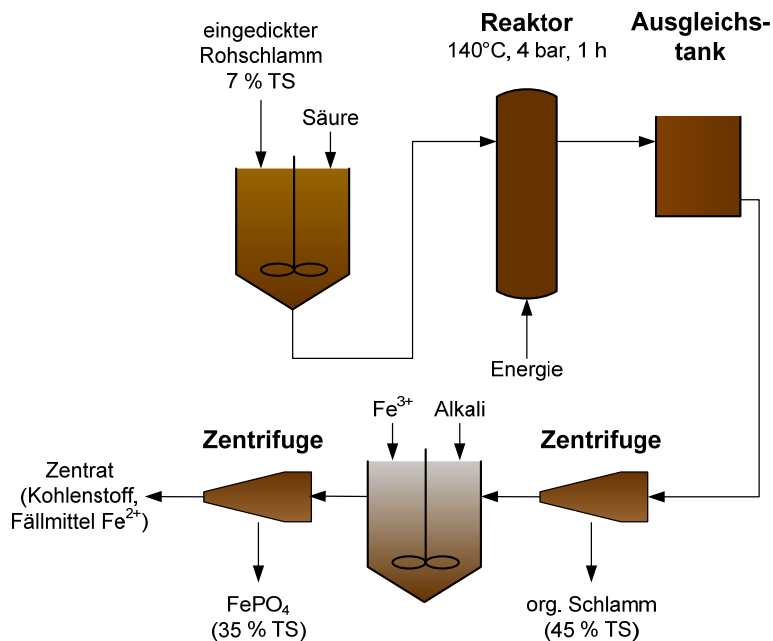 eingedickter
Rohschlamm
7 % TS
Säure
Reaktor
140°C, 4 bar, 1 h
Ausgleichs-
tank
Energie
Fe³⁺
Alkali
Zentrifuge
Zentrifuge
Zentrat
(Kohlenstoff,
Fällmittel Fe²⁺)
FePO₄
(35 % TS)
org. Schlamm
(45 % TS)